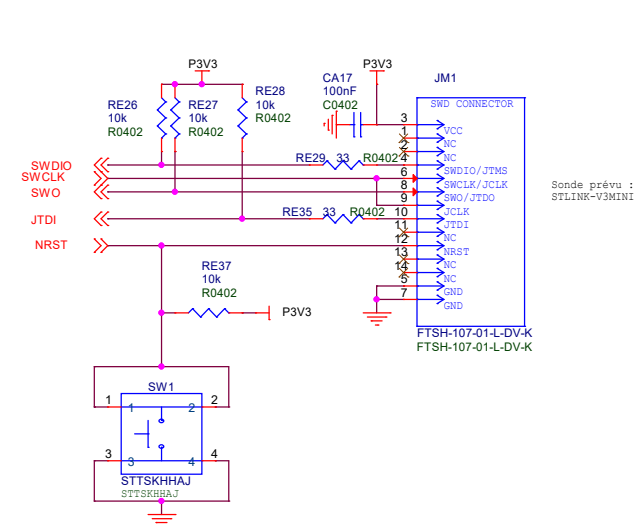 P3V3
P3V3
RE28
10k
R0402
CA17
100nF
C0402
JM1
RE26
10k
R0402
RE27
10k
R0402
SWD CONNECTOR
3
VCC
1
NC
2
NC
SWDIO
RE29
33
R0402
4
SWDIO/JTMS
SWCLK
6
SWCLK/JCLK
SWO
8
SWO/JTDO
9
JCLK
JTDI
RE35
33
R0402
10
JTDI
11
NC
NRST
12
NRST
13
NC
14
NC
5
GND
7
GND
Sonde prévu :
STLINK-V3MINI
RE37
10k
R0402
P3V3
FTSH-107-01-L-DV-K
FTSH-107-01-L-DV-K
SW1
1
1
2
2
3
3
4
4
STTSKHHAJ
STTSKHHAJ